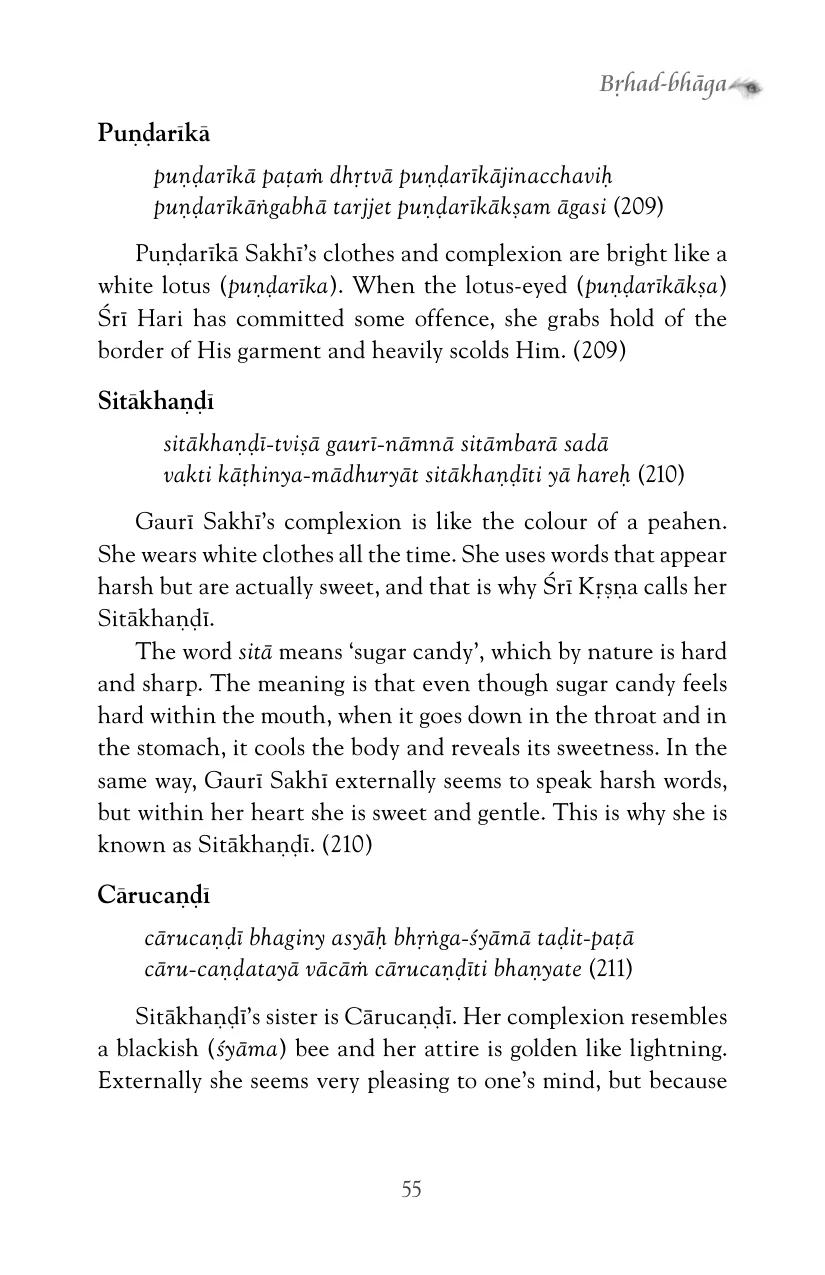 Bṛhad-bhāga
Puṇḍarīkā
puṇḍarīkā paṭaṁ dhṛtvā puṇḍarīkājinacchaviḥ
puṇḍarīkāṅgabhā tarjjet puṇḍarīkākṣam āgasi (209)
Puṇḍarīkā Sakhī’s clothes and complexion are bright like a
white lotus (puṇḍarīka). When the lotus-eyed (puṇḍarīkākṣa)
Śrī Hari has committed some offence, she grabs hold of the
border of His garment and heavily scolds Him. (209)
Sitākhaṇḍī
sitākhaṇḍī-tviṣā gaurī-nāmnā sitāmbarā sadā
vakti kāṭhinya-mādhuryāt sitākhaṇḍīti yā hareḥ (210)
Gaurī Sakhī’s complexion is like the colour of a peahen.
She wears white clothes all the time. She uses words that appear
harsh but are actually sweet, and that is why Śrī Kṛṣṇa calls her
Sitākhaṇḍī.
The word sitā means ‘sugar candy’, which by nature is hard
and sharp. The meaning is that even though sugar candy feels
hard within the mouth, when it goes down in the throat and in
the stomach, it cools the body and reveals its sweetness. In the
same way, Gaurī Sakhī externally seems to speak harsh words,
but within her heart she is sweet and gentle. This is why she is
known as Sitākhaṇḍī. (210)
Cārucaṇḍī
cārucaṇḍī bhaginy asyāḥ bhṛṅga-śyāmā taḍit-paṭā
cāru-caṇḍatayā vācāṁ cārucaṇḍīti bhaṇyate (211)
Sitākhaṇḍī’s sister is Cārucaṇḍī. Her complexion resembles
a blackish (śyāma) bee and her attire is golden like lightning.
Externally she seems very pleasing to one’s mind, but because
55